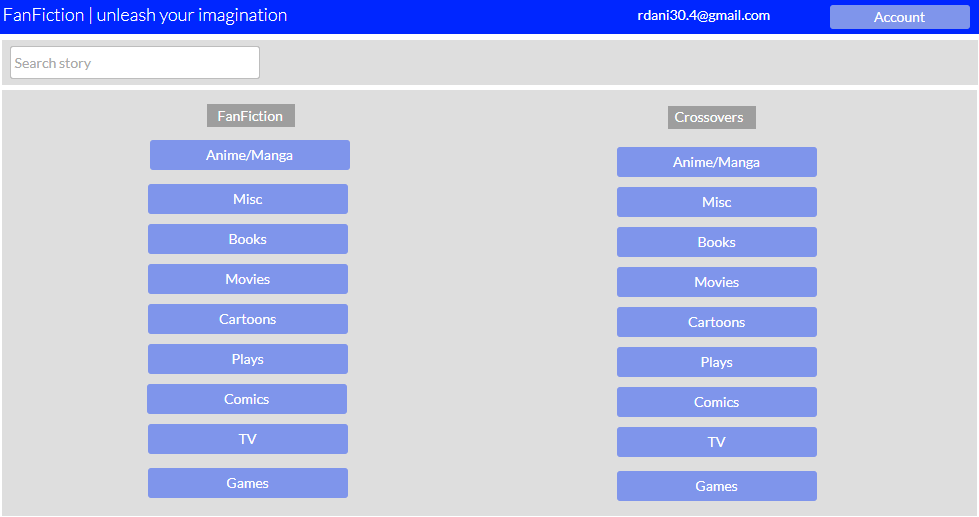 FanFiction | unleash your imagination
rdani30.4@gmail.com
Account
Search story
FanFiction
Anime/Manga
Misc
Books
Movies
Cartoons
Plays
Comics
TV
Games
Crossovers
Anime/Manga
Misc
Books
Movies
Cartoons
Plays
Comics
TV
Games